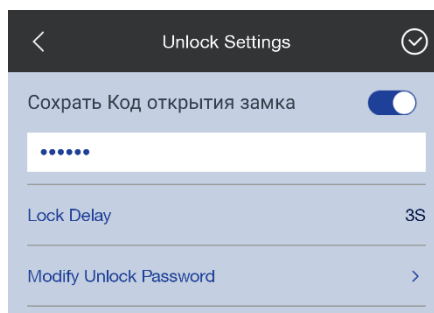 Unlock Settings
Сохрать Код открытия замка
••••••
Lock Delay 3S
Modify Unlock Password